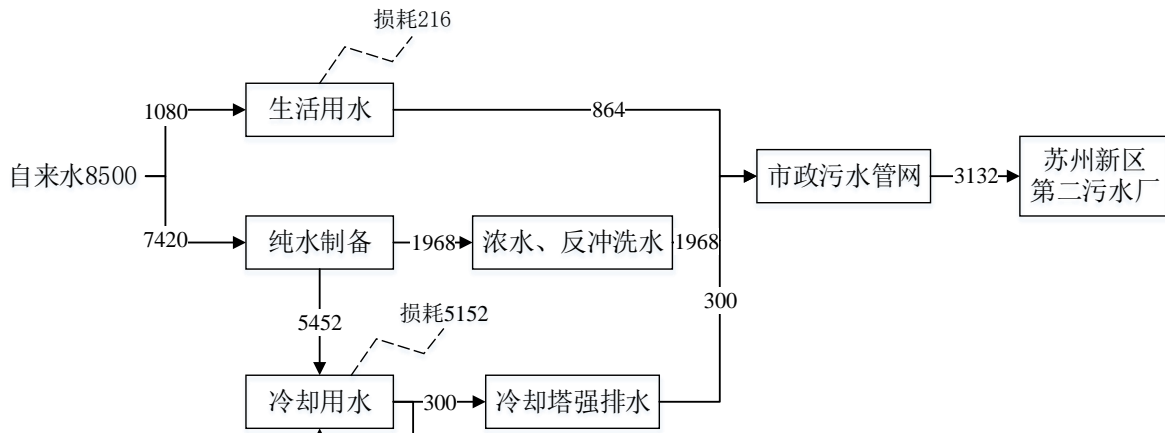 损耗216
1080
生活用水
864
自来水8500
市政污水管网
3132
苏州新区
第二污水厂
7420
纯水制备
1968
浓水、反冲洗水
1968
300
5452
损耗5152
冷却用水
300
冷却塔强排水